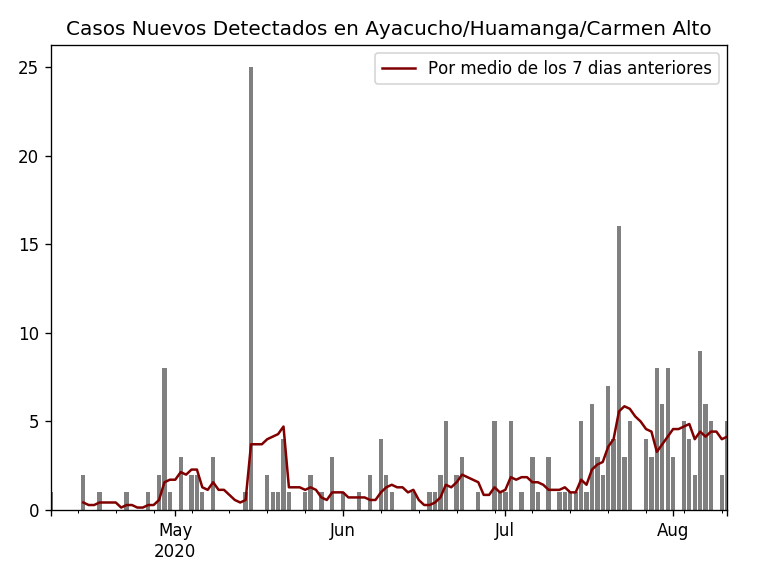 Casos Nuevos Detectados en Ayacucho/Huamanga/Carmen Alto
Por medio de los 7 dias anteriores
25
20
15
10
5
0
May
2020
Jun
Jul
Aug